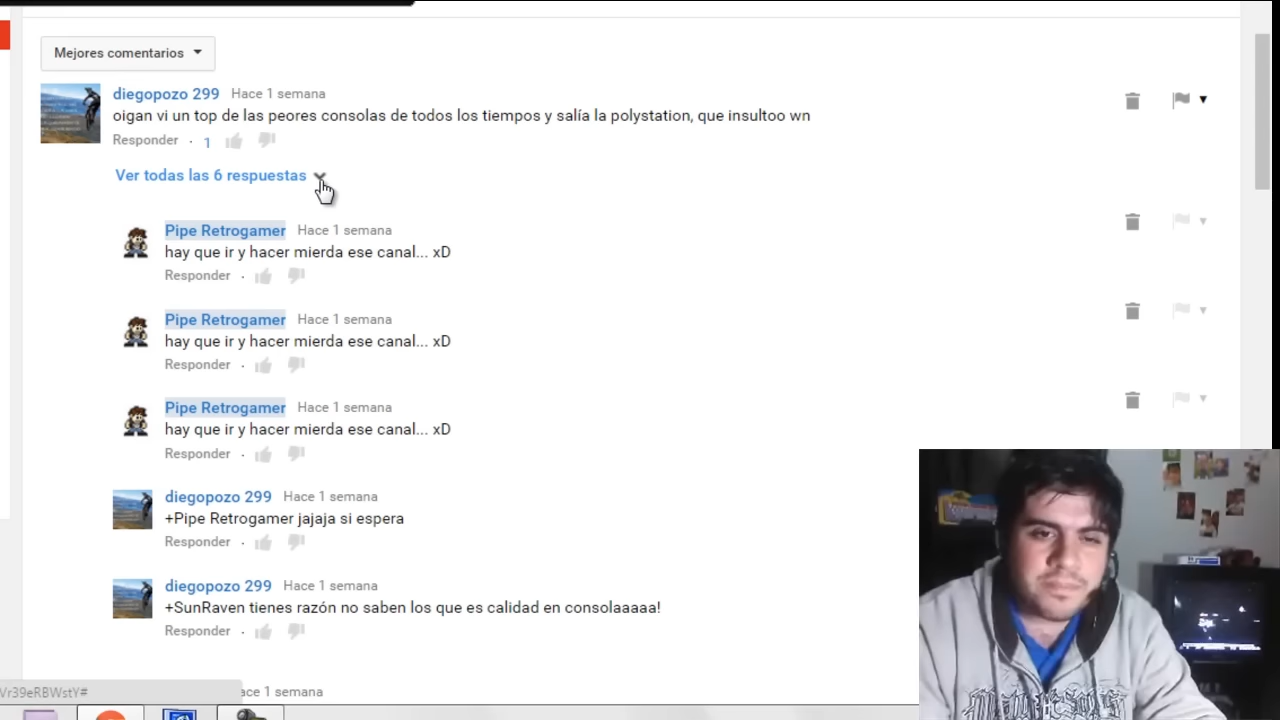 Mejores comentarios
diegopozo 299 Hace 1 semana
oigan vi un top de las peores consolas de todos los tiempos y salía la polystation, que insultoo wn
Responder · 1
Ver todas las 6 respuestas
Pipe Retrogamer Hace 1 semana
hay que ir y hacer mierda ese canal... xD
Responder ·
Pipe Retrogamer Hace 1 semana
hay que ir y hacer mierda ese canal... xD
Responder ·
Pipe Retrogamer Hace 1 semana
hay que ir y hacer mierda ese canal... xD
Responder ·
diegopozo 299 Hace 1 semana
+Pipe Retrogamer jajaja si espera
Responder ·
diegopozo 299 Hace 1 semana
+SunRaven tienes razón no saben los que es calidad en consolaaaaa!
Responder ·
Vr39eRBWstY# ace 1 semana